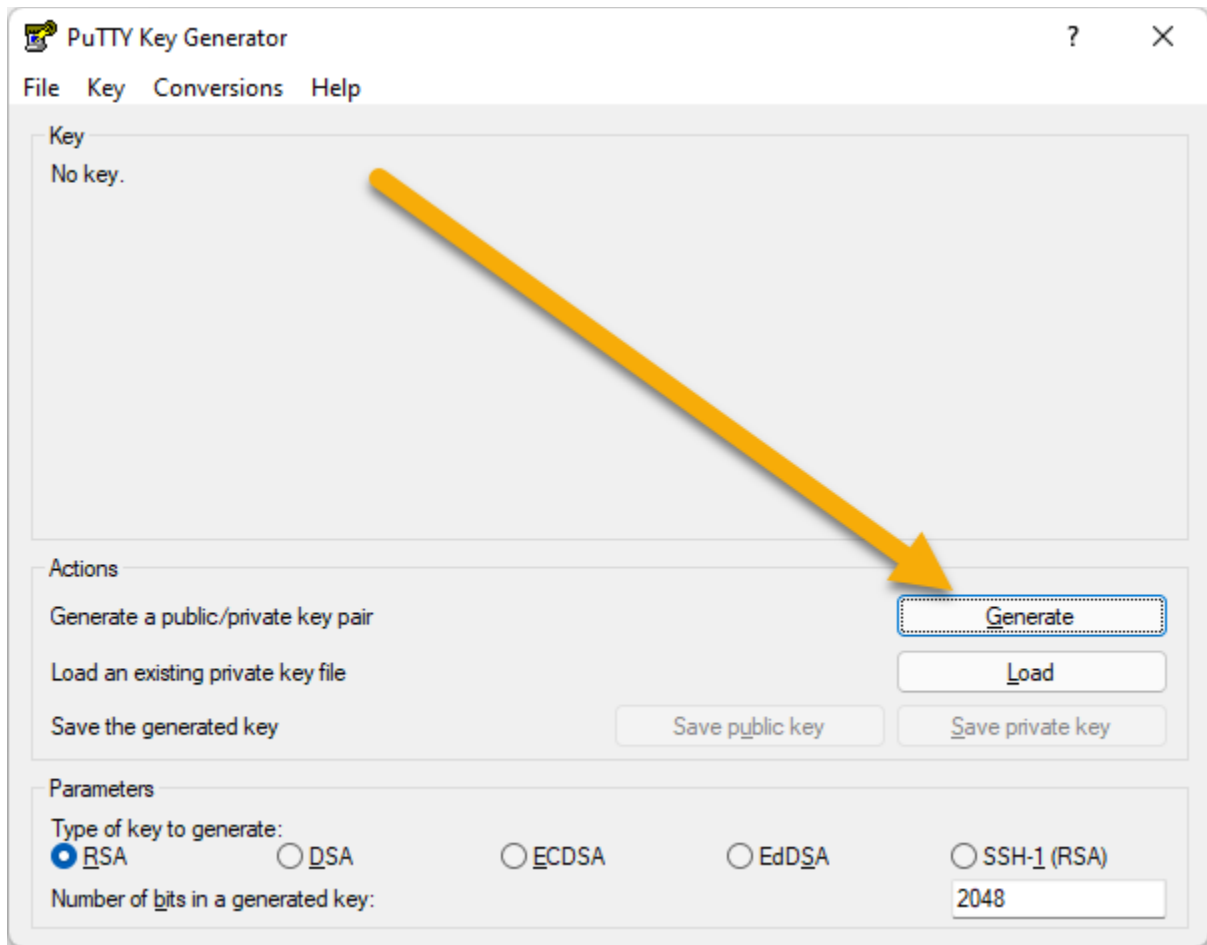 PuTTY Key Generator ?
File Key Conversions Help
Key
No key.
Actions
Generate a public/private key pair Generate
Load an existing private key file Load
Save the generated key Save public key Save private key
Parameters
Type of key to generate:
RSA DSA ECDSA EdDSA SSH-1 (RSA)
Number of bits in a generated key: 2048